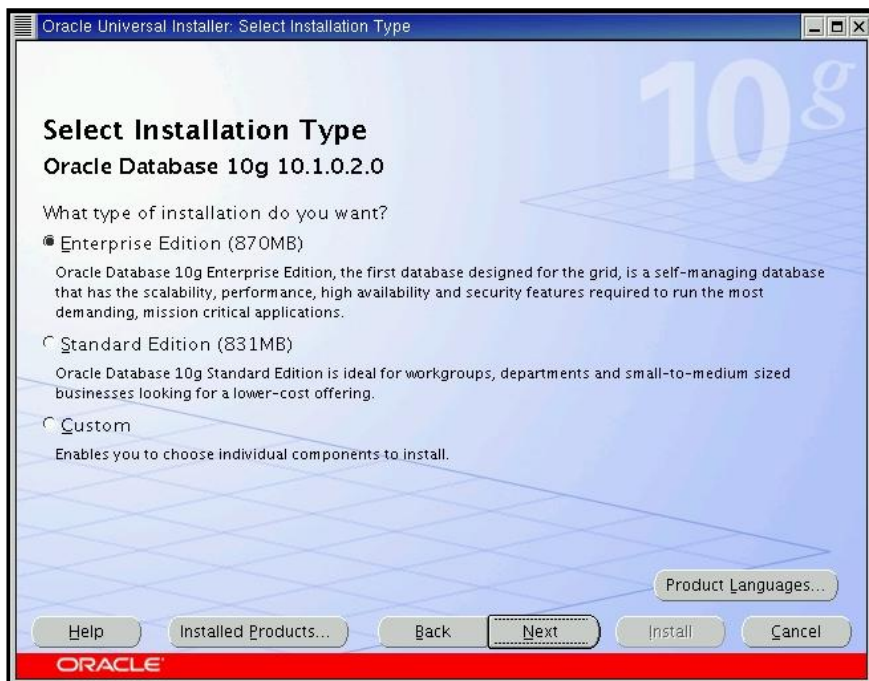 Oracle Universal Installer: Select Installation Type
10g
Select Installation Type
Oracle Database 10g 10.1.0.2.0
What type of installation do you want?
Enterprise Edition (870MB)
Oracle Database 10g Enterprise Edition, the first database designed for the grid, is a self-managing database
that has the scalability, performance, high availability and security features required to run the most
demanding, mission critical applications.
Standard Edition (831MB)
Oracle Database 10g Standard Edition is ideal for workgroups, departments and small-to-medium sized
businesses looking for a lower-cost offering.
Custom
Enables you to choose individual components to install.
Product Languages...
Help Installed Products... Back Next Install Cancel
ORACLE